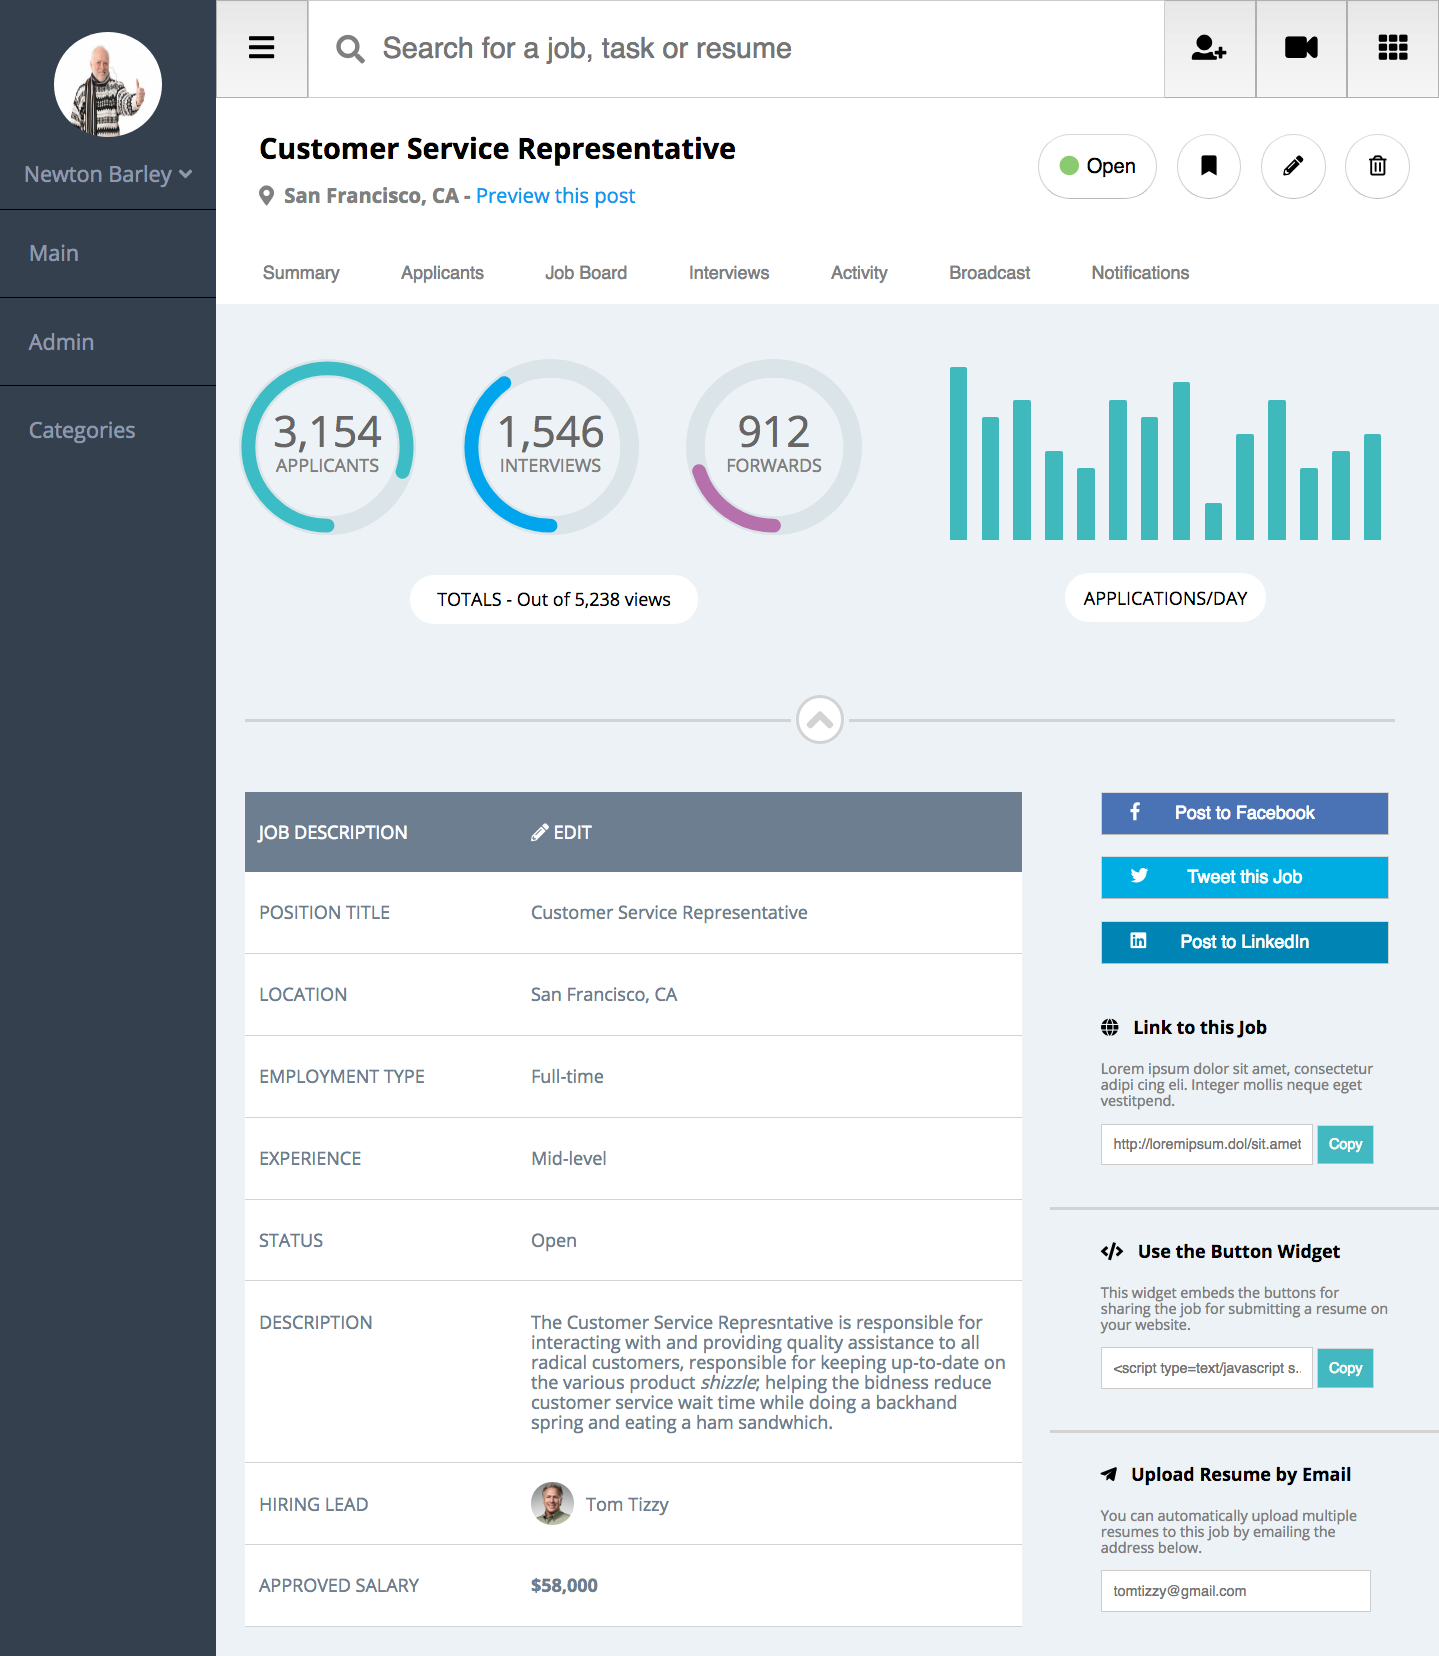 Search for a job, task or resume
Newton Barley
Main
Admin
Categories
Customer Service Representative
San Francisco, CA - Preview this post
Open
Summary
Applicants
Job Board
Interviews
Activity
Broadcast
Notifications
3,154
APPLICANTS
1,546
INTERVIEWS
912
FORWARDS
TOTALS - Out of 5,238 views
APPLICATIONS/DAY
JOB DESCRIPTION
EDIT
POSITION TITLE
Customer Service Representative
LOCATION
San Francisco, CA
EMPLOYMENT TYPE
Full-time
EXPERIENCE
Mid-level
STATUS
Open
DESCRIPTION
The Customer Service Represntative is responsible for
interacting with and providing quality assistance to all
radical customers, responsible for keeping up-to-date on
the various product shizzle; helping the bidness reduce
customer service wait time while doing a backhand
spring and eating a ham sandwhich.
HIRING LEAD
Tom Tizzy
APPROVED SALARY
$58,000
Post to Facebook
Tweet this Job
Post to LinkedIn
Link to this Job
Lorem ipsum dolor sit amet, consectetur
adipi cing eli. Integer mollis neque eget
vestitpend.
http://loremipsum.dol/sit.amet
Copy
Use the Button Widget
This widget embeds the buttons for
sharing the job for submitting a resume on
your website.
<script type=text/javascript s..
Copy
Upload Resume by Email
You can automatically upload multiple
resumes to this job by emailing the
address below.
tomtizzy@gmail.com